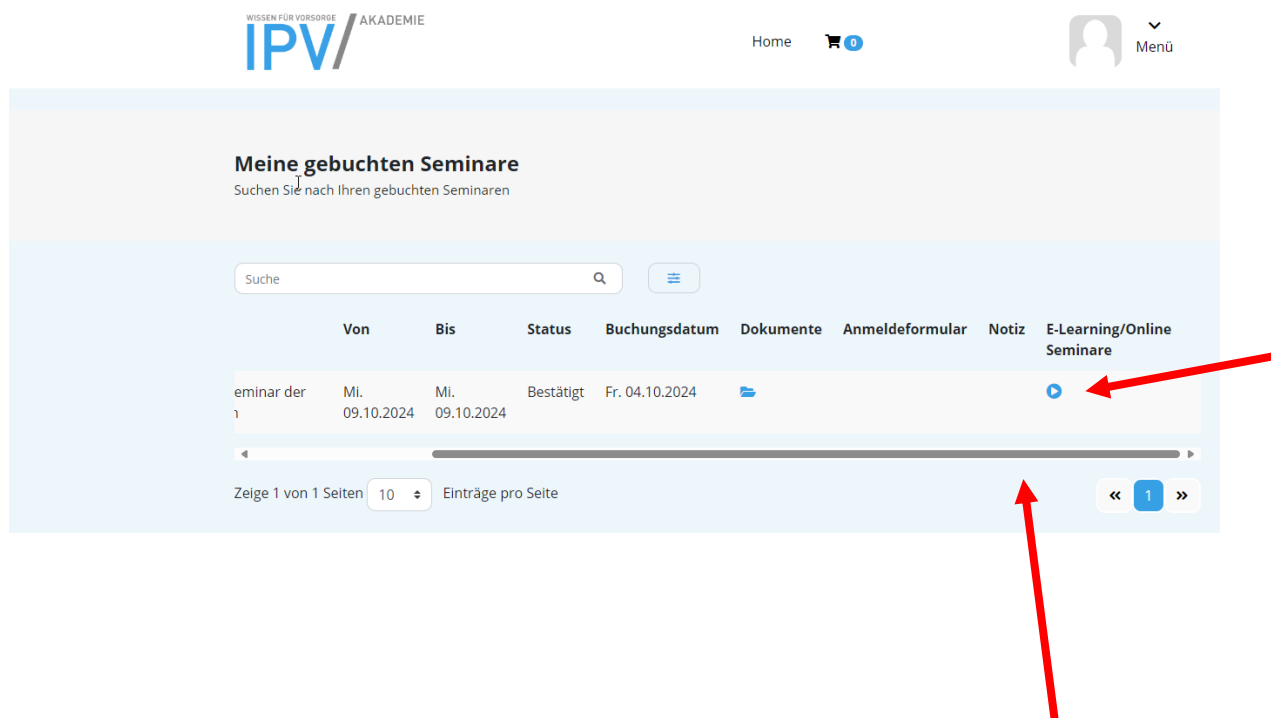 WISSEN FÜR VORSORGE
IPV/ AKADEMIE
Home
0
Menü
Meine gebuchten Seminare
Suchen Sie nach Ihren gebuchten Seminaren
Suche
Von Bis Status Buchungsdatum Dokumente Anmeldeformular Notiz E-Learning/Online
Seminare
eminar der Mi. Mi. Bestätigt Fr. 04.10.2024
09.10.2024 09.10.2024
Zeige 1 von 1 Seiten 10 Einträge pro Seite « 1 »